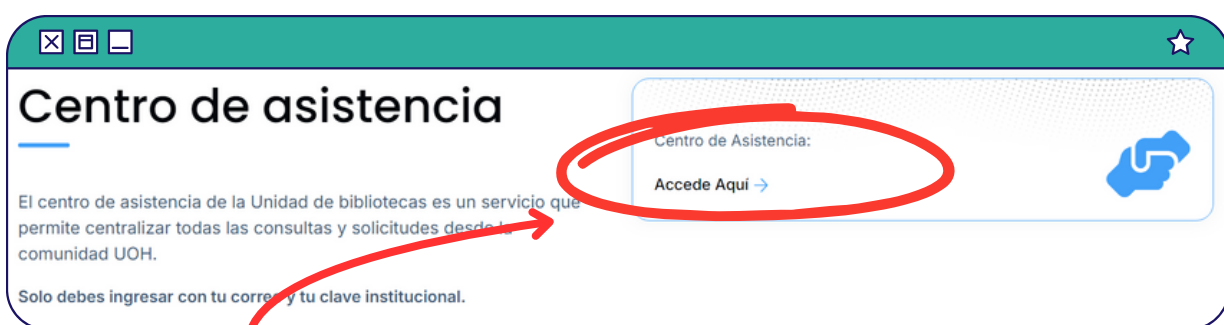 Centro de asistencia
El centro de asistencia de la Unidad de bibliotecas es un servicio que
permite centralizar todas las consultas y solicitudes desde la
comunidad UOH.
Solo debes ingresar con tu correo y tu clave institucional.
Centro de Asistencia:
Accede Aquí